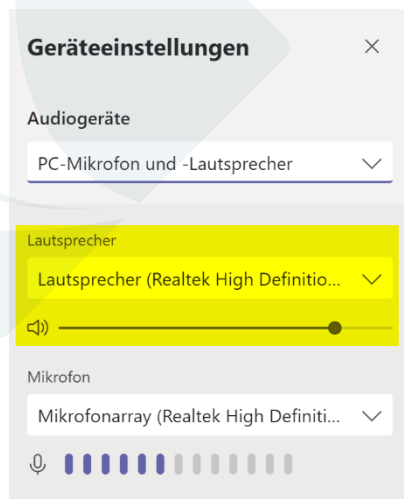 Geräteeinstellungen
Audiogeräte
PC-Mikrofon und -Lautsprecher
Lautsprecher
Lautsprecher (Realtek High Definitio...
Mikrofon
Mikrofonarray (Realtek High Definiti...